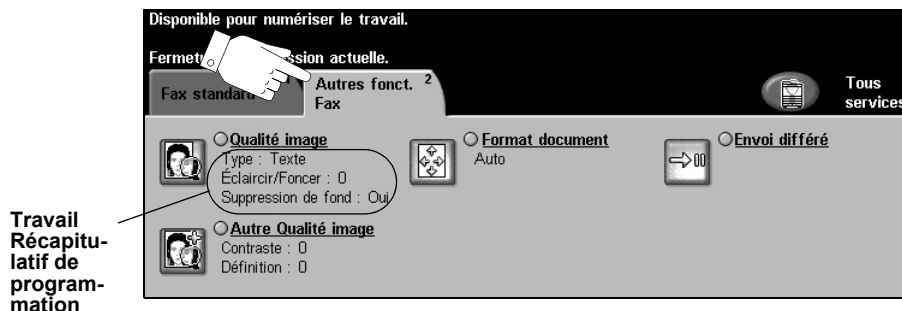 Disponible pour numériser le travail.
Fermet ssion actuelle.
Fax standard
Autres fonct. 2
Fax
Tous
services
Qualité image
Type : Texte
Éclaircir/Foncer : 0
Suppression de fond : Oui
Format document
Auto
Envoi différé
Autre Qualité image
Contraste : 0
Définition : 0
Travail
Récapitu-
latif de
program-
mation